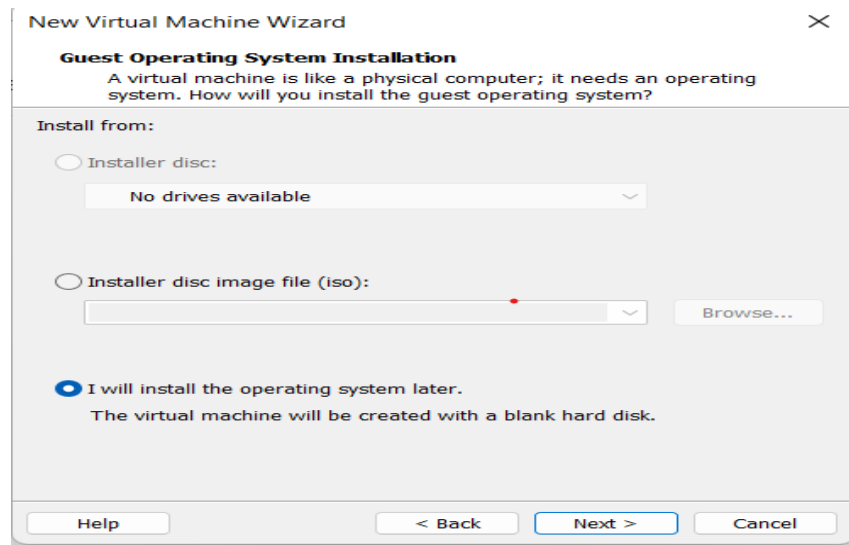 New Virtual Machine Wizard
Guest Operating System Installation
A virtual machine is like a physical computer; it needs an operating
system. How will you install the guest operating system?
Install from:
Installer disc:
No drives available
Installer disc image file (iso):
Browse...
I will install the operating system later.
The virtual machine will be created with a blank hard disk.
Help < Back Next > Cancel